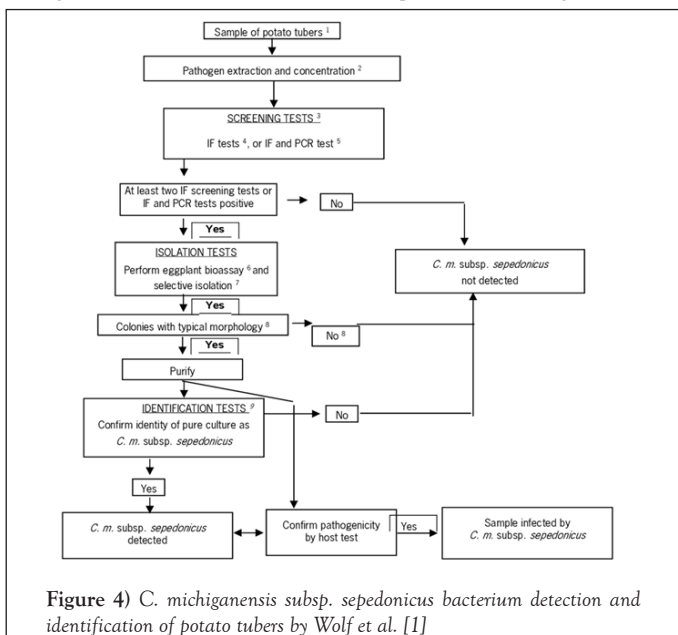 Sample of potato tubers 1
Pathogen extraction and concentration 2
SCREENING TESTS 3
IF tests 4, or IF and PCR test 5
At least two IF screening tests or
IF and PCR tests positive
No
Yes
ISOLATION TESTS
Perform eggplant bioassay 6 and
selective isolation 7
C. m. subsp. sepedonicus
not detected
Yes
Colonies with typical morphology 8
No 8
Yes
Purify
IDENTIFICATION TESTS 9
Confirm identity of pure culture as
C. m. subsp. sepedonicus
No
Yes
C. m. subsp. sepedonicus
detected
Confirm pathogenicity
by host test
Yes
Sample infected by
C. m. subsp. sepedonicus
Figure 4) C. michiganensis subsp. sepedonicus bacterium detection and
identification of potato tubers by Wolf et al. [1]